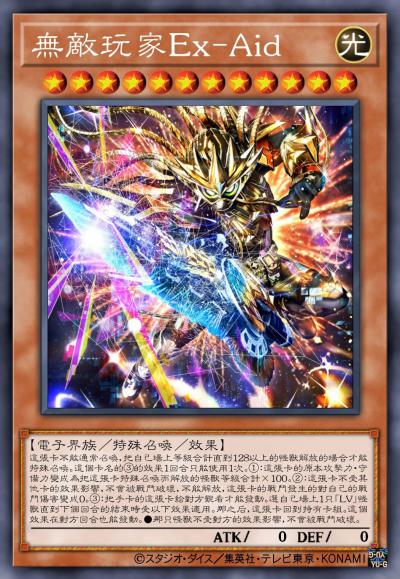 無敵玩家Ex-Aid
光
【電子界族／特殊召喚／效果】
這張卡不能通常召喚，把自己場上等級合計直到128以上的怪獸解放的場合才能
特殊召喚。這個卡名的③的效果1回合只能使用1次。①：這張卡的原本攻擊力・守
備力變成為把這張卡特殊召喚而解放的怪獸等級合計×100。②：這張卡不受其
他卡的效果影響，不會被戰鬥破壞，不能解放，這張卡的戰鬥發生的對自己的戰
鬥傷害變成0。③：把手卡的這張卡給對方觀看才能發動。選自己場上1只「LV」怪
獸直到下個回合的結束時受以下效果適用。那之後，這張卡回到持有卡組。這個
效果在對方回合也能發動。●那只怪獸不受對方的效果影響，不會被戰鬥破壞。
ATK/ 0 DEF/ 0
©スタジオ・ダイス／集英社・テレビ東京・KONAMI